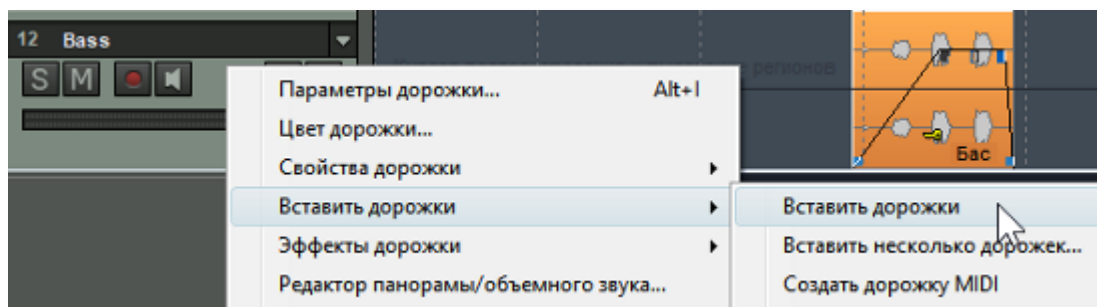 12 Bass
S M
регионов
Параметры дорожки... Alt+I
Цвет дорожки...
Бас
Свойства дорожки
Вставить дорожки
Вставить дорожки
Эффекты дорожки
Вставить несколько дорожек...
Редактор панорамы/объемного звука...
Создать дорожку MIDI